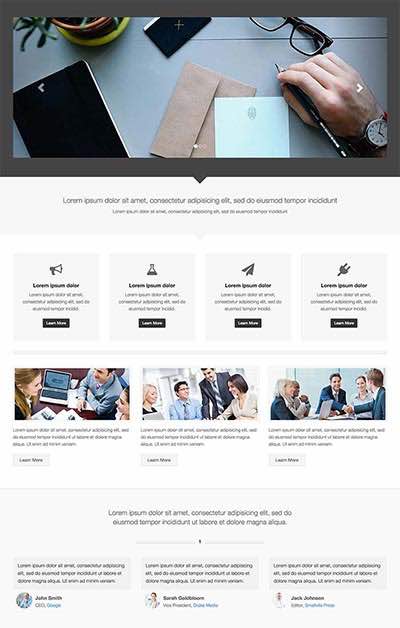 Lorem ipsum dolor sit amet, consectetur adipisicing elit, sed do eiusmod tempor incididunt
Lorem ipsum dolor sit amet, consectetur adipisicing elit, sed do eiusmod tempor incididunt
Lorem ipsum dolor
Lorem ipsum dolor sit amet,
consectetur adipisicing elit, sed do
eiusmod tempor incidid.
Learn More
Lorem ipsum dolor
Lorem ipsum dolor sit amet,
consectetur adipisicing elit, sed do
eiusmod tempor incidid.
Learn More
Lorem ipsum dolor
Lorem ipsum dolor sit amet,
consectetur adipisicing elit, sed do
eiusmod tempor incidid.
Learn More
Lorem ipsum dolor
Lorem ipsum dolor sit amet,
consectetur adipisicing elit, sed do
eiusmod tempor incidid.
Learn More
Lorem ipsum dolor sit amet, consectetur adipisicing elit, sed
do eiusmod tempor incididunt ut labore et dolore magna
aliqua. Ut enim ad minim veniam.
Learn More
Lorem ipsum dolor sit amet, consectetur adipisicing elit, sed
do eiusmod tempor incididunt ut labore et dolore magna
aliqua. Ut enim ad minim veniam.
Learn More
Lorem ipsum dolor sit amet, consectetur adipisicing elit, sed
do eiusmod tempor incididunt ut labore et dolore magna
aliqua. Ut enim ad minim veniam.
Learn More
Lorem ipsum dolor sit amet, consectetur adipisicing elit, sed do
eiusmod tempor incididunt ut labore et dolore magna aliqua.
Lorem ipsum dolor sit amet, consectetur adipisicing
elit, sed do eiusmod tempor incididunt ut labore et
dolore magna aliqua. Ut enim ad minim veniam.
John Smith
CEO, Google
Lorem ipsum dolor sit amet, consectetur adipisicing
elit, sed do eiusmod tempor incididunt ut labore et
dolore magna aliqua. Ut enim ad minim veniam.
Sarah Goldbloom
Vice President, Drake Media
Lorem ipsum dolor sit amet, consectetur adipisicing
elit, sed do eiusmod tempor incididunt ut labore et
dolore magna aliqua. Ut enim ad minim veniam.
Jack Johnson
Editor, Smallville Press